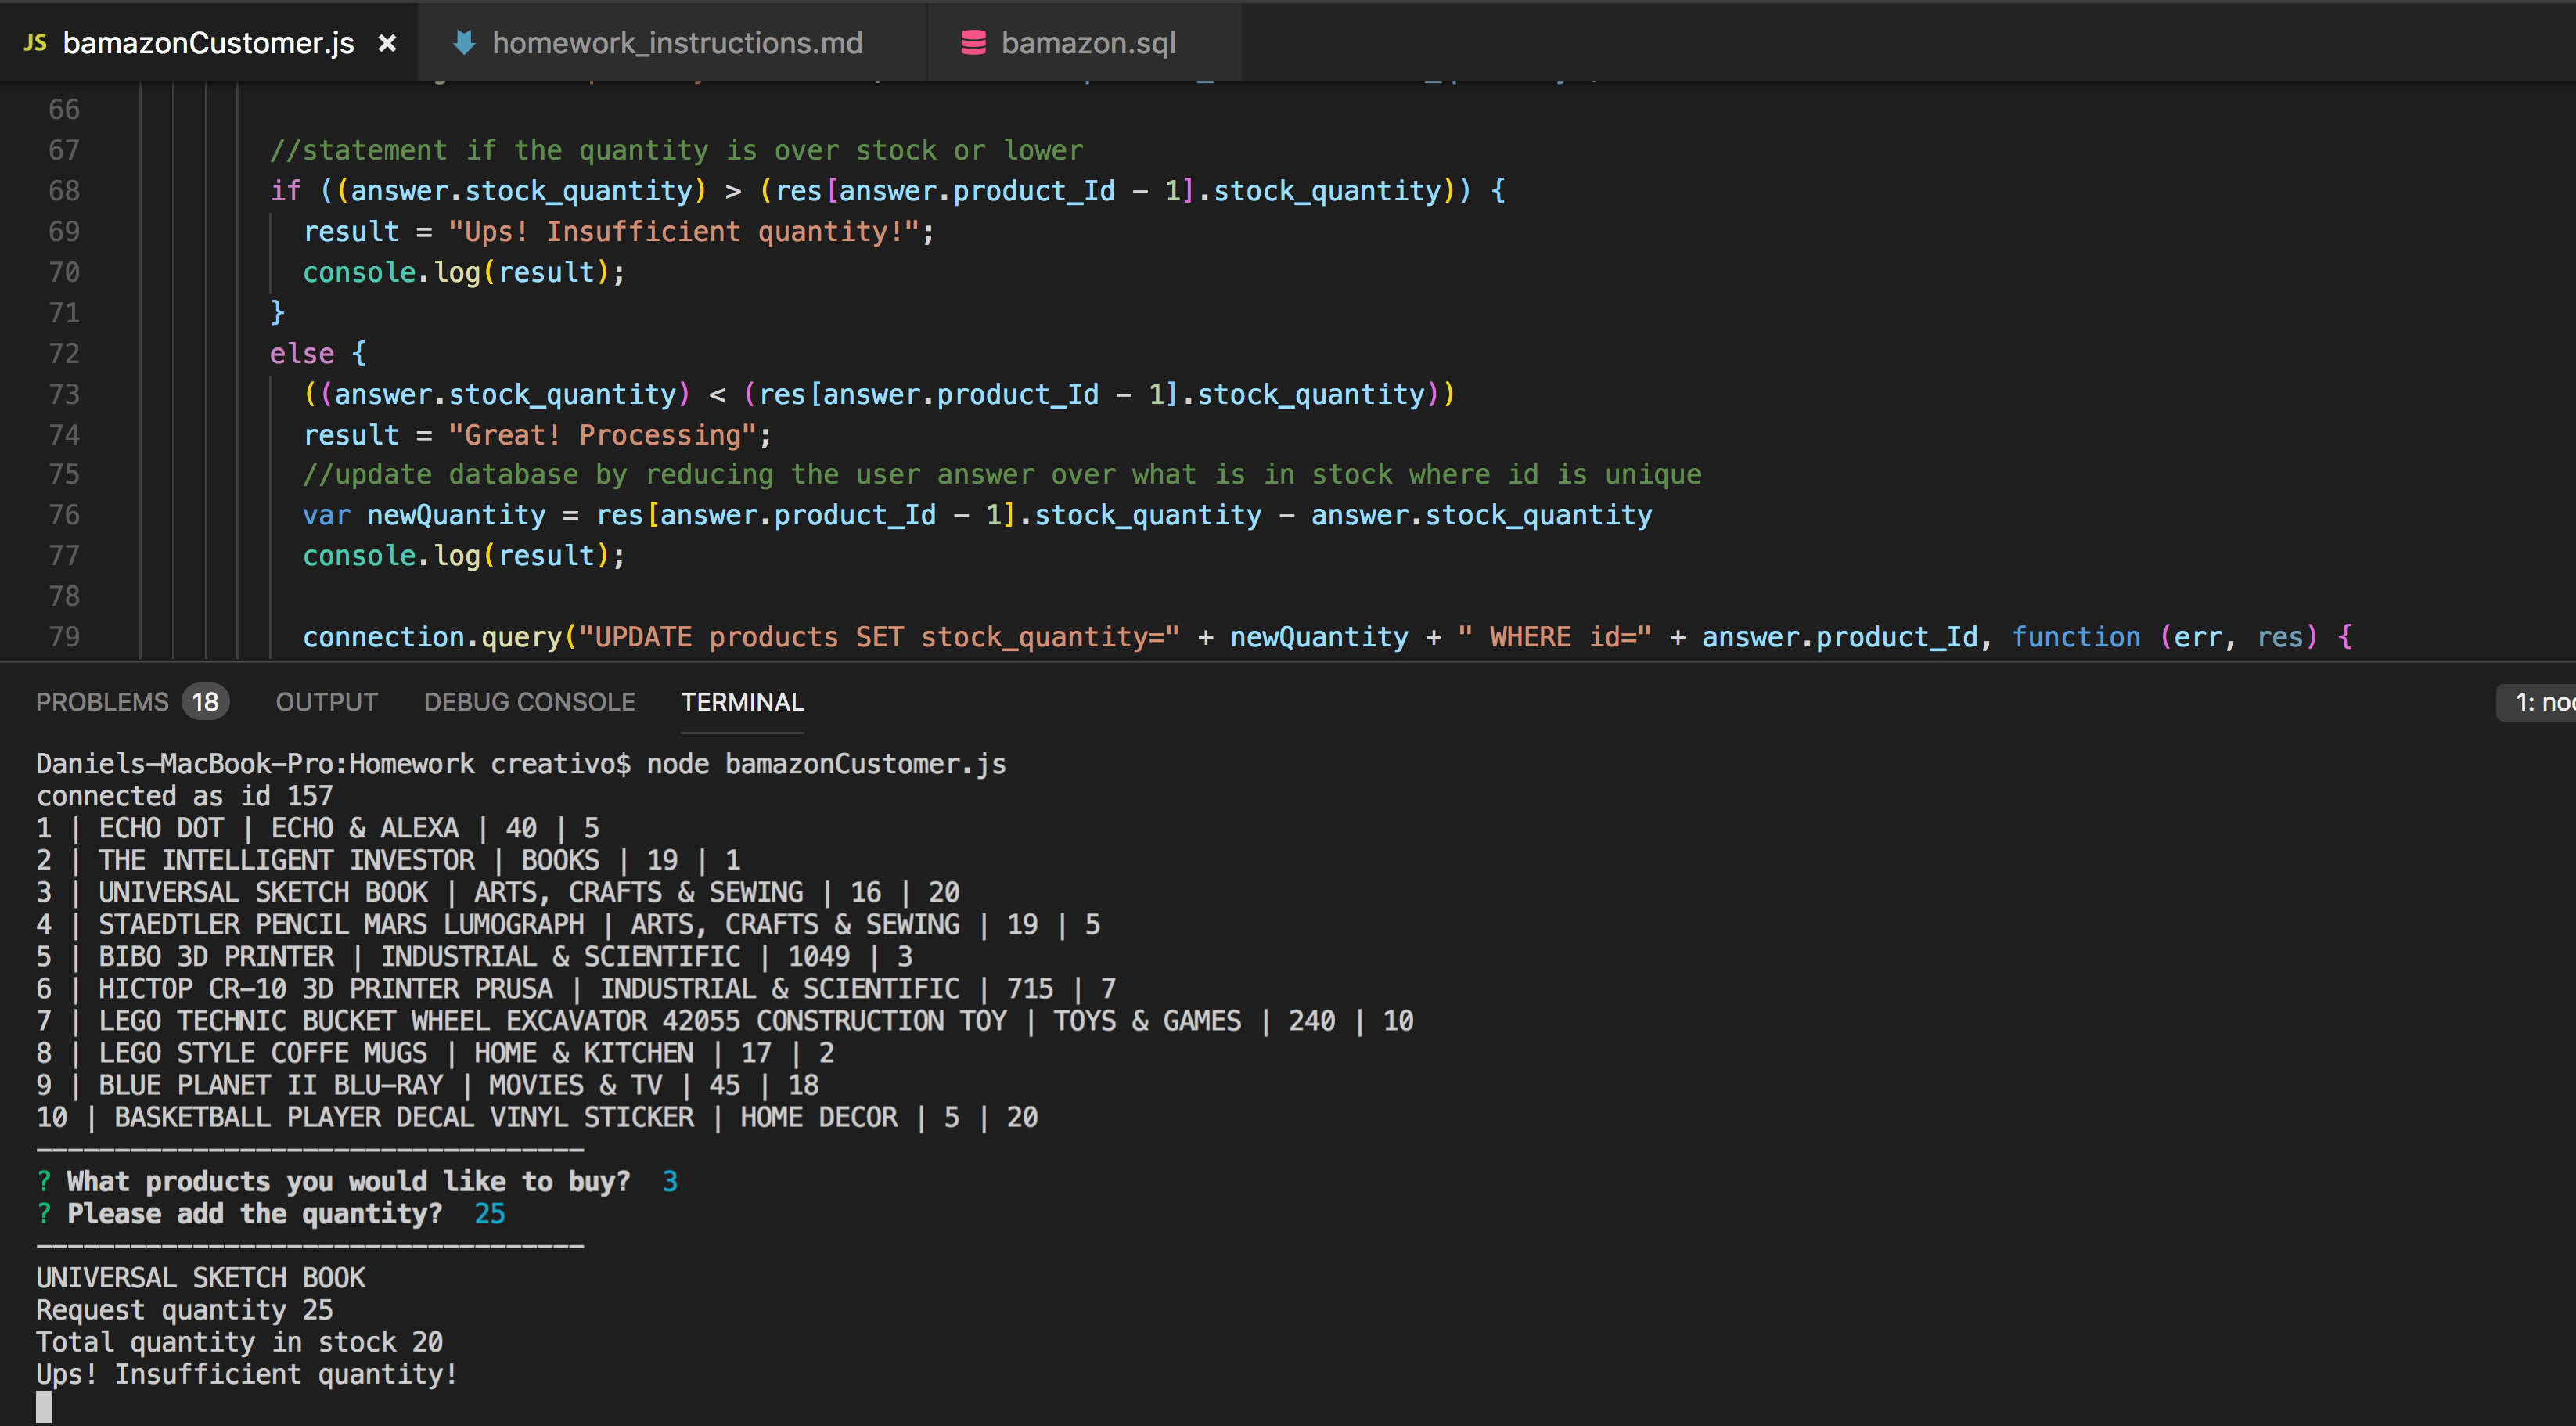 JS bamazonCustomer.js × homework_instructions.md bamazon.sql
66
67 //statement if the quantity is over stock or lower
68 if ((answer.stock_quantity) > (res[answer.product_Id - 1].stock_quantity)) {
69 result = "Ups! Insufficient quantity!";
70 console.log(result);
71 }
72 else {
73 ((answer.stock_quantity) < (res[answer.product_Id - 1].stock_quantity))
74 result = "Great! Processing";
75 //update database by reducing the user answer over what is in stock where id is unique
76 var newQuantity = res[answer.product_Id - 1].stock_quantity - answer.stock_quantity
77 console.log(result);
78
79 connection.query("UPDATE products SET stock_quantity=" + newQuantity + " WHERE id=" + answer.product_Id, function (err, res) {
PROBLEMS 18 OUTPUT DEBUG CONSOLE TERMINAL 1:
Daniels-MacBook-Pro:Homework creativo$ node bamazonCustomer.js
connected as id 157
1 | ECHO DOT | ECHO & ALEXA | 40 | 5
2 | THE INTELLIGENT INVESTOR | BOOKS | 19 | 1
3 | UNIVERSAL SKETCH BOOK | ARTS, CRAFTS & SEWING | 16 | 20
4 | STAEDTLER PENCIL MARS LUMOGRAPH | ARTS, CRAFTS & SEWING | 19 | 5
5 | BIBO 3D PRINTER | INDUSTRIAL & SCIENTIFIC | 1049 | 3
6 | HICTOP CR-10 3D PRINTER PRUSA | INDUSTRIAL & SCIENTIFIC | 715 | 7
7 | LEGO TECHNIC BUCKET WHEEL EXCAVATOR 42055 CONSTRUCTION TOY | TOYS & GAMES | 240 | 10
8 | LEGO STYLE COFFE MUGS | HOME & KITCHEN | 17 | 2
9 | BLUE PLANET II BLU-RAY | MOVIES & TV | 45 | 18
10 | BASKETBALL PLAYER DECAL VINYL STICKER | HOME DECOR | 5 | 20
-----------------------------------
? What products you would like to buy? 3
? Please add the quantity? 25
-----------------------------------
UNIVERSAL SKETCH BOOK
Request quantity 25
Total quantity in stock 20
Ups! Insufficient quantity!